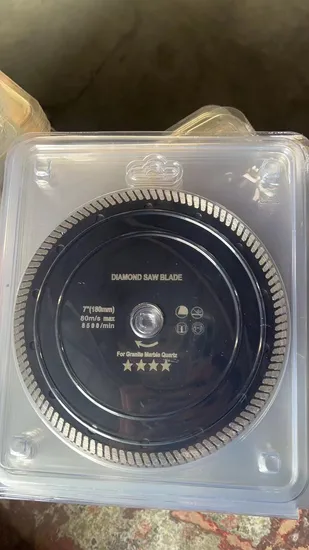 DIAMOND SAW BLADE
7"(180mm)
80m/s max
8500/min
For Granite Marble Quartz